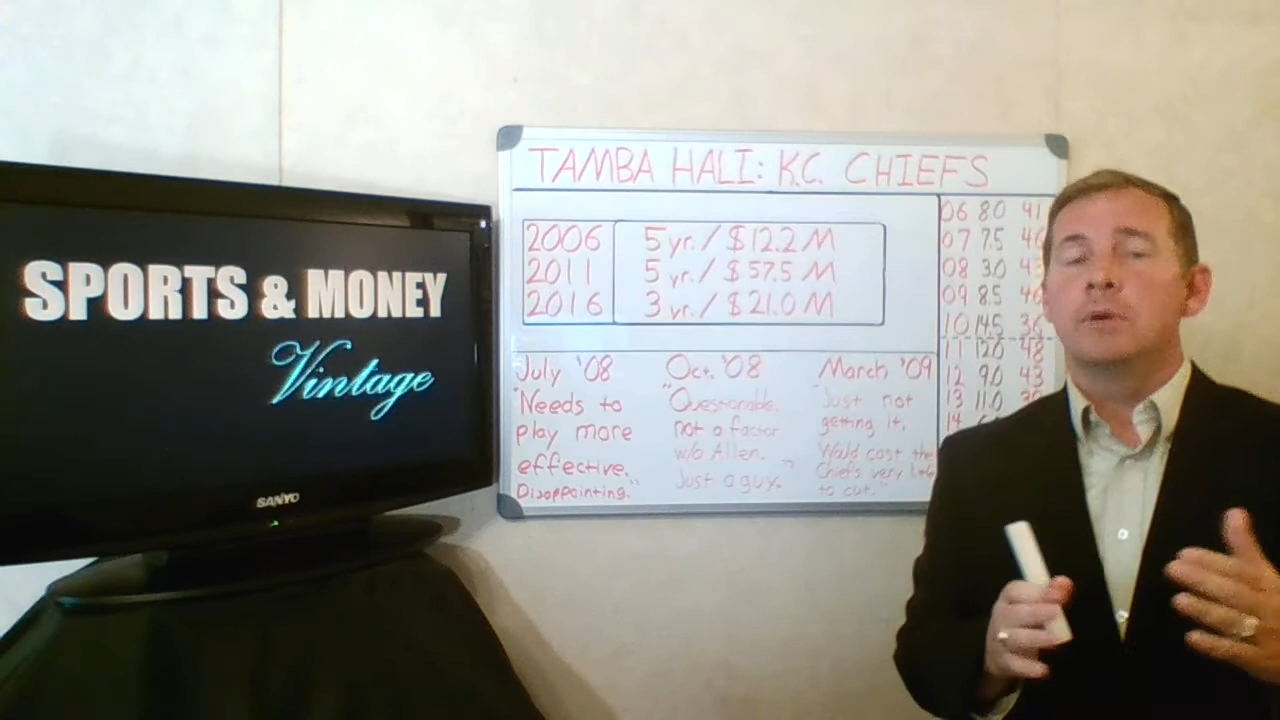 SPORTS & MONEY
Vintage
SANYO
TAMBA HALI: K.C. CHIEFS
2006 5 yr. / $12.2 M
2011 5 yr. / $57.5 M
2016 3 yr. / $21.0 M
July '08
"Needs to
play more
effective.
Disappointing."
Oct. '08
"Questionable.
not a factor
w/o Allen.
Just a guy."
March '09
"Just not
getting it.
Would cost the
Chiefs very
to cut."
06 8.0 41
07 7.5
08 3.0
09 8.5
10 14.5 36
11 12.0 48
12 9.0 43
13 11.0
14